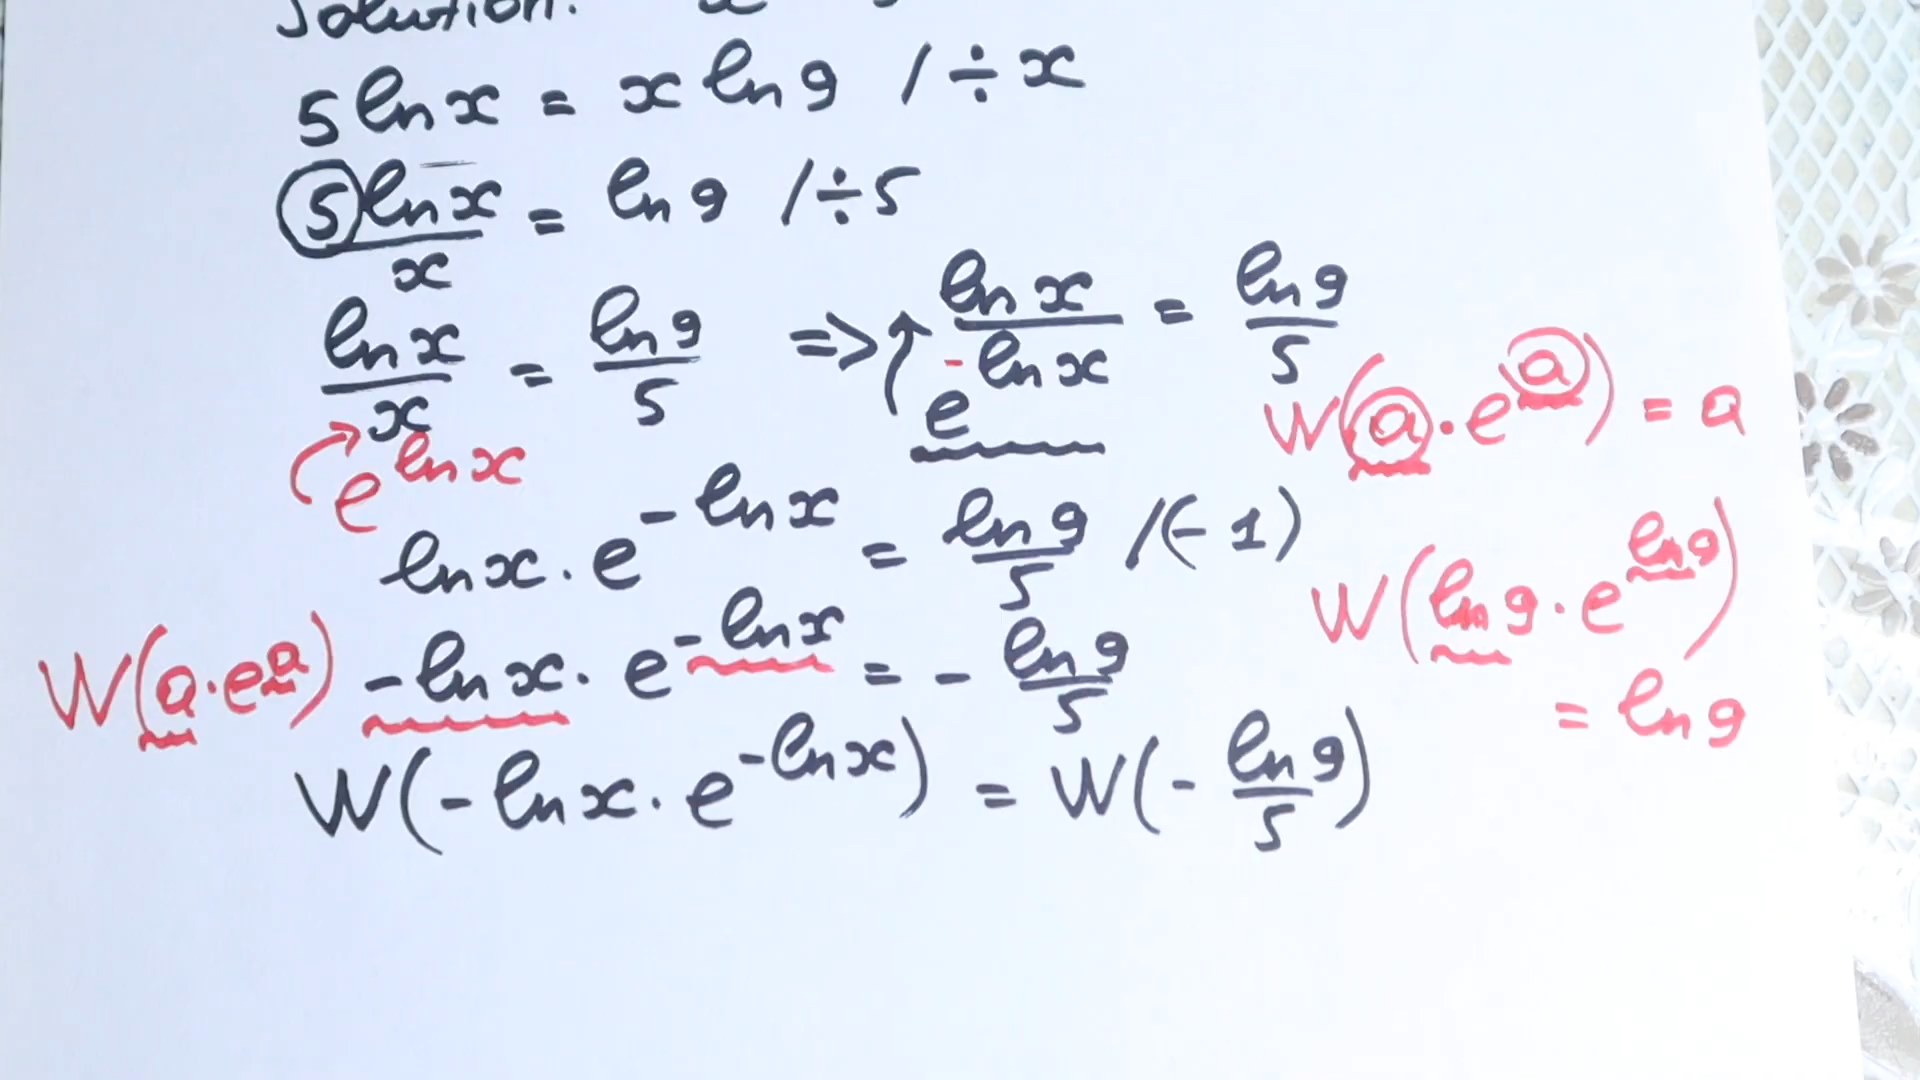 Solution:
5 ln x = x ln 9 / ÷ x
5 ln x / x = ln 9 / ÷ 5
ln x / x = ln 9 / 5 => ln x / e^ln x = ln 9 / 5
-
e^ln x
W(a · e^a) = a
ln x · e^-ln x = ln 9 / 5 /(-1)
W(ln 9 · e^ln 9)
= ln 9
W(a · e^a)
-ln x · e^-ln x = - ln 9 / 5
W(-ln x · e^-ln x) = W(- ln 9 / 5)